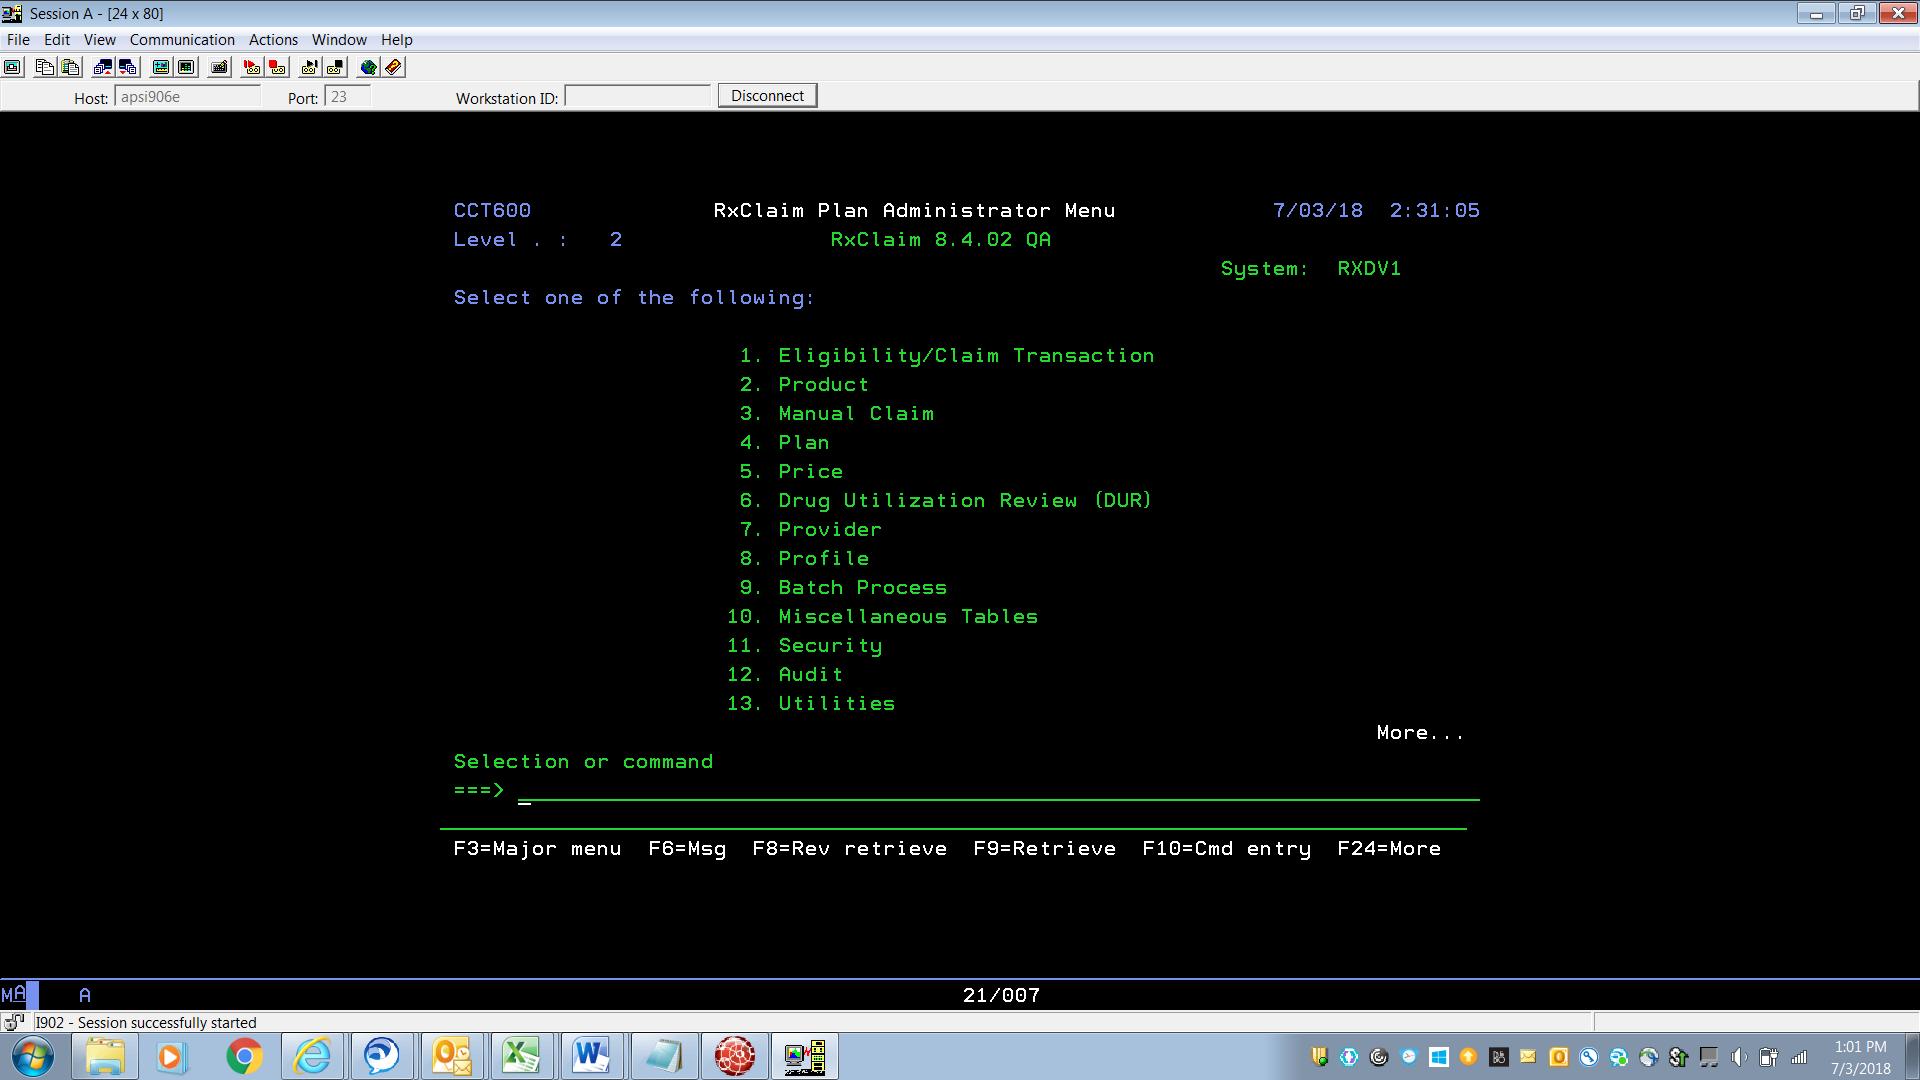 Session A - [24 x 80]
File Edit View Communication Actions Window Help
Host: apsi906e Port: 23 Workstation ID: Disconnect
CCT600 RxClaim Plan Administrator Menu 7/03/18 2:31:05
Level . : 2 RxClaim 8.4.02 QA
System: RXDV1
Select one of the following:
1. Eligibility/Claim Transaction
2. Product
3. Manual Claim
4. Plan
5. Price
6. Drug Utilization Review (DUR)
7. Provider
8. Profile
9. Batch Process
10. Miscellaneous Tables
11. Security
12. Audit
13. Utilities
More...
Selection or command
===>
F3=Major menu F6=Msg F8=Rev retrieve F9=Retrieve F10=Cmd entry F24=More
MA A 21/007
I902 - Session successfully started
1:01 PM
7/3/2018